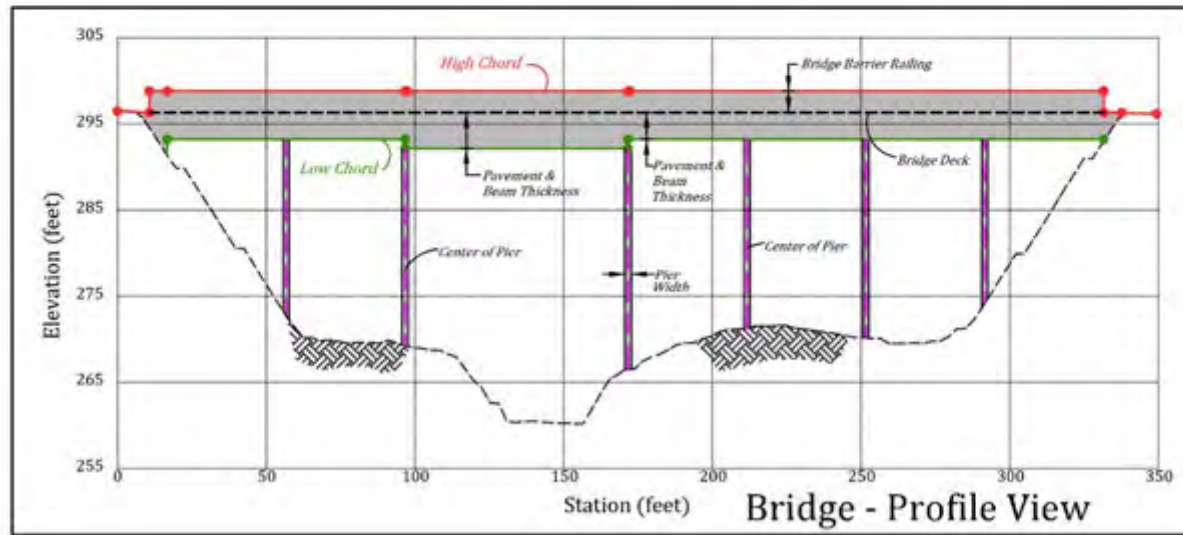 305
High Chord
Bridge Barrier Railing
295
Low Chord
Pavement &
Beam Thickness
Pavement &
Beam
Thickness
Bridge Deck
285
Center of Pier
Pier
Width
Center of Pier
275
265
255
0
50
100
150
200
250
300
350
Elevation (feet)
Station (feet)
Bridge - Profile View